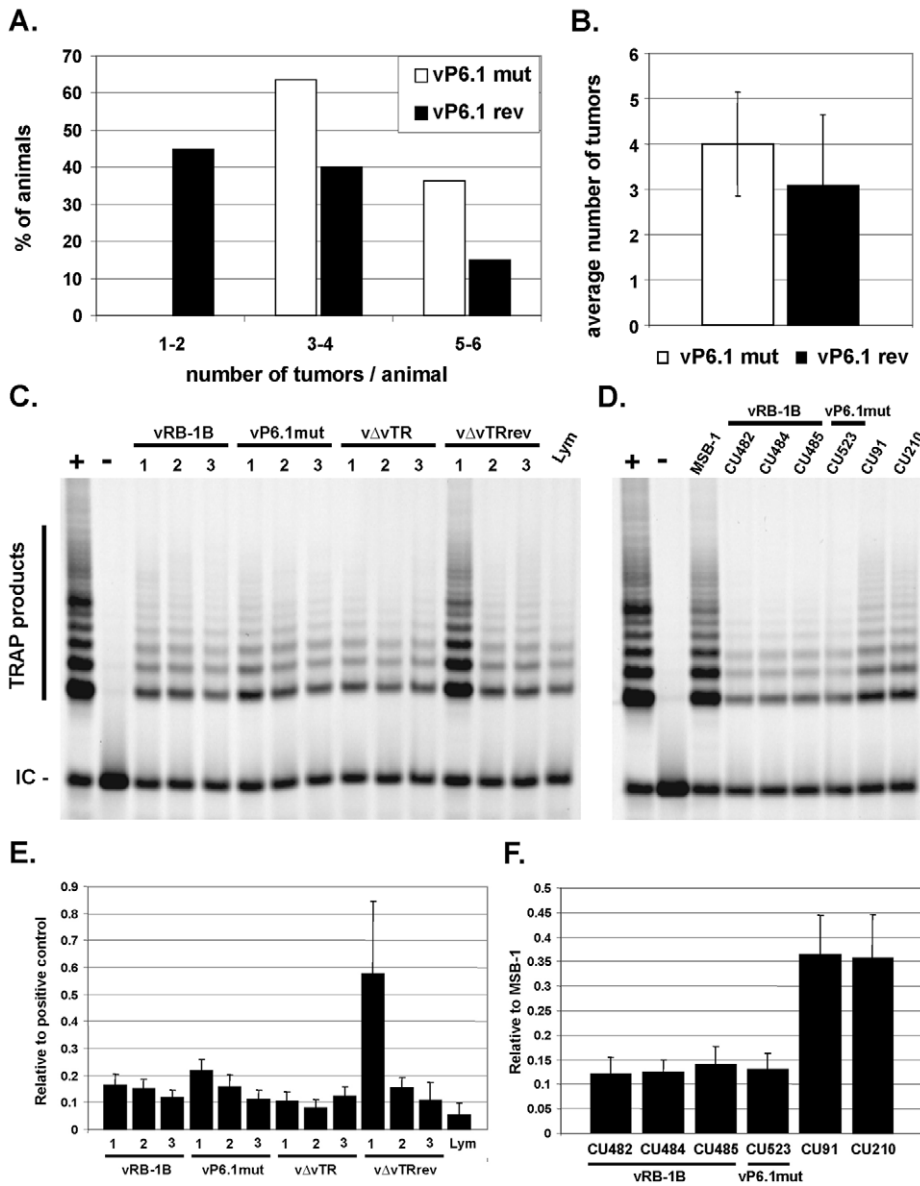 A.
70
60
50
40
30
20
10
0
% of animals
vP6.1 mut
vP6.1 rev
1-2 3-4 5-6
number of tumors / animal
B.
6
5
4
3
2
1
0
average number of tumors
vP6.1 mut vP6.1 rev
C.
vRB-1B vP6.1mut vΔvTR vΔvTRrev
+ - 1 2 3 1 2 3 1 2 3 1 2 3 Lym
TRAP products
IC -
D.
vRB-1B vP6.1mut
+ - MSB-1 CU482 CU484 CU485 CU523 CU91 CU210
E.
0.9
0.8
0.7
0.6
0.5
0.4
0.3
0.2
0.1
0
Relative to positive control
1 2 3 1 2 3 1 2 3 1 2 3 Lym
vRB-1B vP6.1mut vΔvTR vΔvTRrev
F.
0.5
0.45
0.4
0.35
0.3
0.25
0.2
0.15
0.1
0.05
0
Relative to MSB-1
CU482 CU484 CU485 CU523 CU91 CU210
vRB-1B vP6.1mut